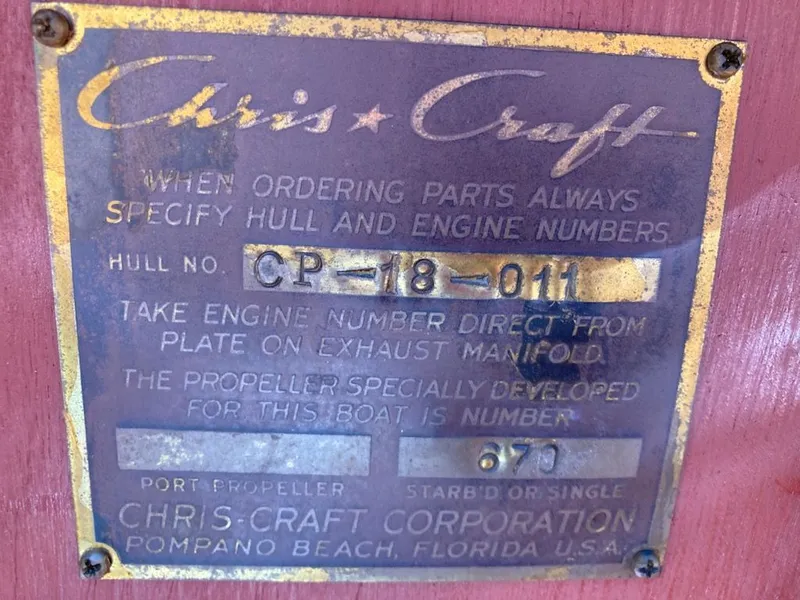 Chris★Craft
WHEN ORDERING PARTS ALWAYS
SPECIFY HULL AND ENGINE NUMBERS
HULL NO. CP-18-011
TAKE ENGINE NUMBER DIRECT FROM
PLATE ON EXHAUST MANIFOLD.
THE PROPELLER SPECIALLY DEVELOPED
FOR THIS BOAT IS NUMBER
670
PORT PROPELLER STARB'D OR SINGLE
CHRIS-CRAFT CORPORATION
POMPANO BEACH, FLORIDA U.S.A.